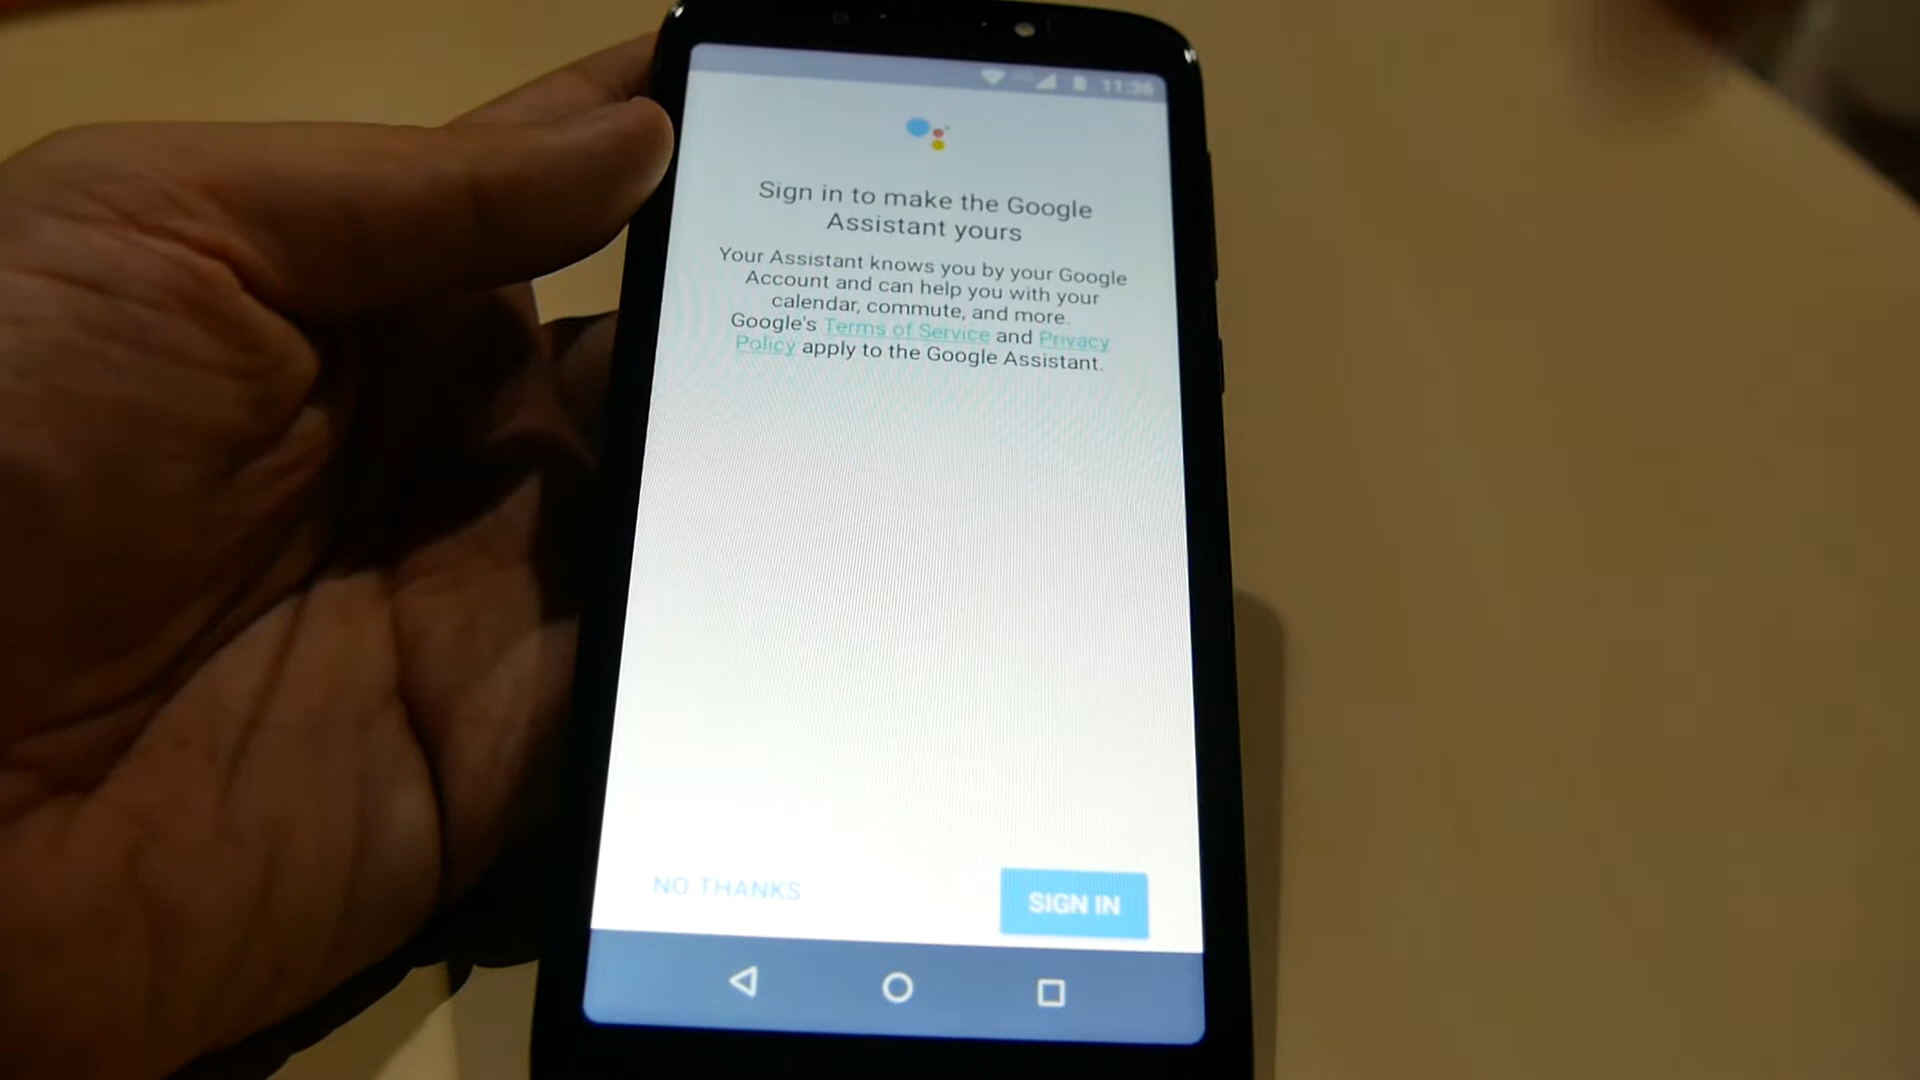 11:36
Sign in to make the Google
Assistant yours
Your Assistant knows you by your Google
Account and can help you with your
calendar, commute, and more.
Google's Terms of Service and Privacy
Policy apply to the Google Assistant.
NO THANKS
SIGN IN